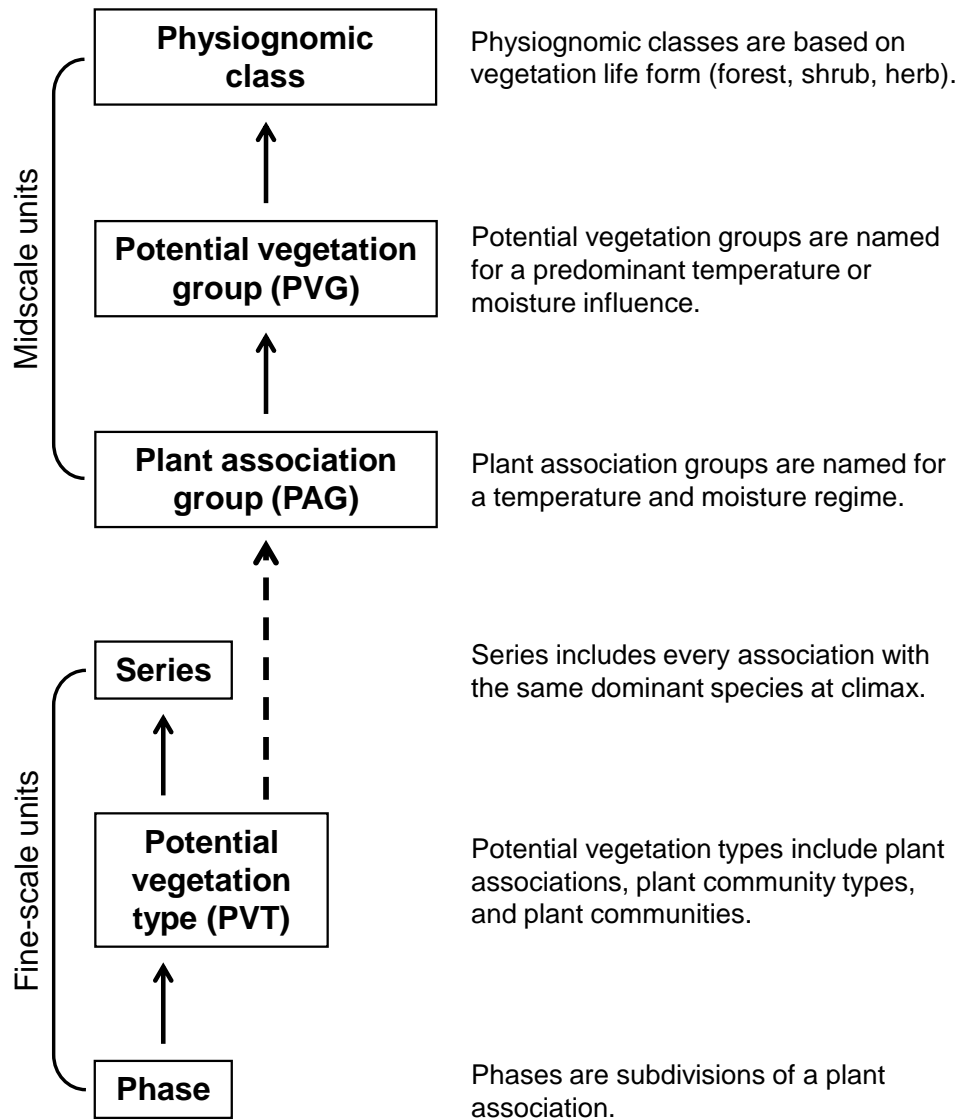 Physiognomic
class
Physiognomic classes are based on
vegetation life form (forest, shrub, herb).
Midscale units
Potential vegetation
group (PVG)
Potential vegetation groups are named
for a predominant temperature or
moisture influence.
Plant association
group (PAG)
Plant association groups are named for
a temperature and moisture regime.
Series
Series includes every association with
the same dominant species at climax.
Fine-scale units
Potential
vegetation
type (PVT)
Potential vegetation types include plant
associations, plant community types,
and plant communities.
Phase
Phases are subdivisions of a plant
association.